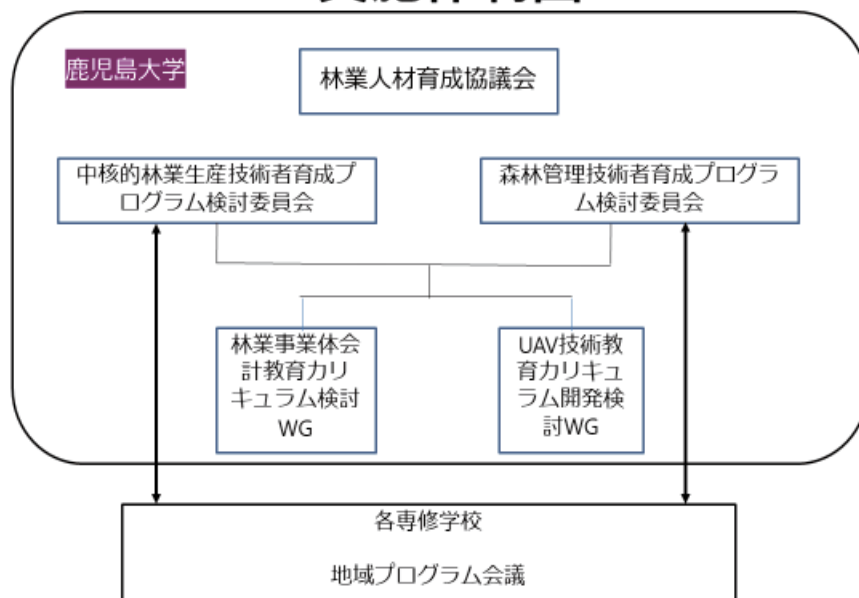 鹿児島大学
林業人材育成協議会
中核的林業生産技術者育成プ
ログラム検討委員会
森林管理技術者育成プログラ
ム検討委員会
林業事業体会
計教育カリ
キュラム検討
WG
UAV技術教
育カリキュ
ラム開発検
討WG
各専修学校
地域プログラム会議